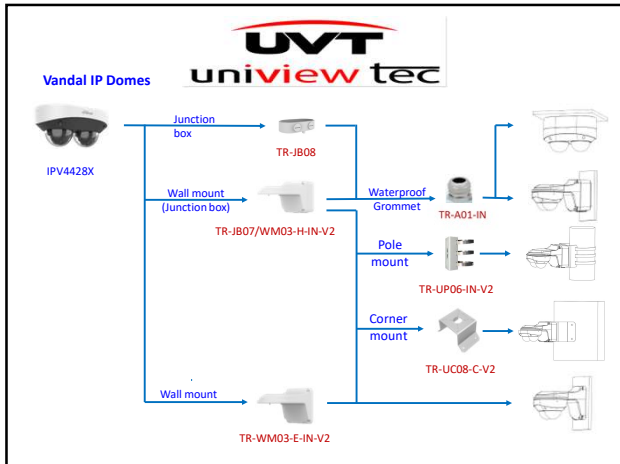 UVT
uniview tec
Vandal IP Domes
IPV4428X
Junction
box
TR-JB08
Wall mount
(Junction box)
TR-JB07/WM03-H-IN-V2
Waterproof
Grommet
TR-A01-IN
Pole
mount
TR-UP06-IN-V2
Corner
mount
TR-UC08-C-V2
Wall mount
TR-WM03-E-IN-V2